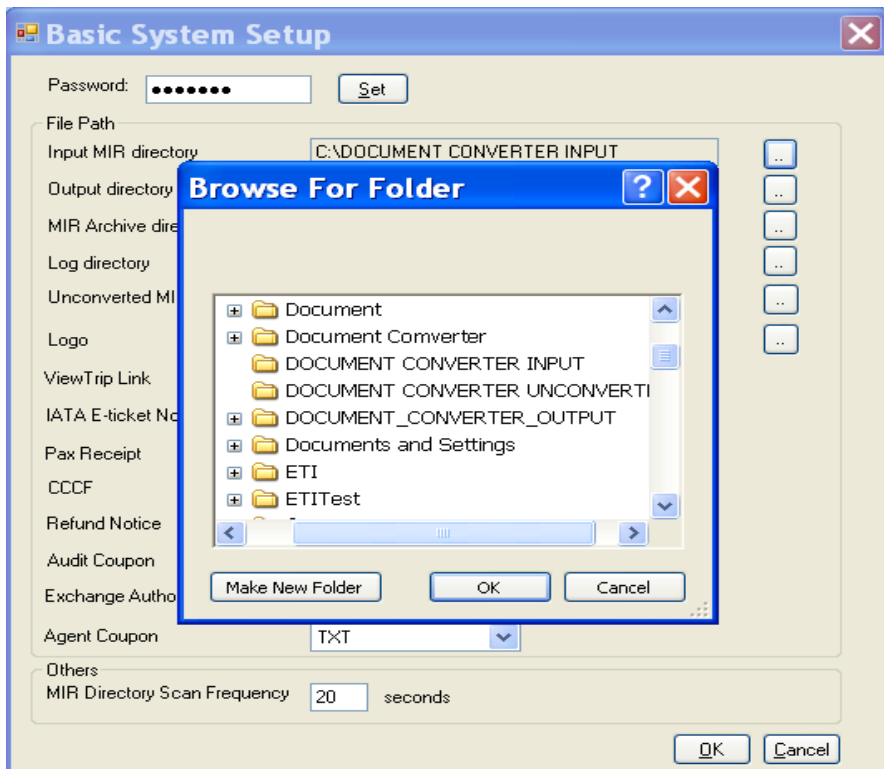 Basic System Setup
Password: ●●●●●●● Set
File Path
Input MIR directory C:\DOCUMENT CONVERTER INPUT ..
Output directory ..
MIR Archive dire ..
Log directory ..
Unconverted MI ..
Logo ..
ViewTrip Link
IATA E-ticket No
Pax Receipt
CCCF
Refund Notice
Audit Coupon
Exchange Autho
Agent Coupon TXT
Browse For Folder ?
Document
Document Comverter
DOCUMENT CONVERTER INPUT
DOCUMENT CONVERTER UNCONVERTI
DOCUMENT_CONVERTER_OUTPUT
Documents and Settings
ETI
ETITest
Make New Folder OK Cancel
Others
MIR Directory Scan Frequency 20 seconds
OK Cancel